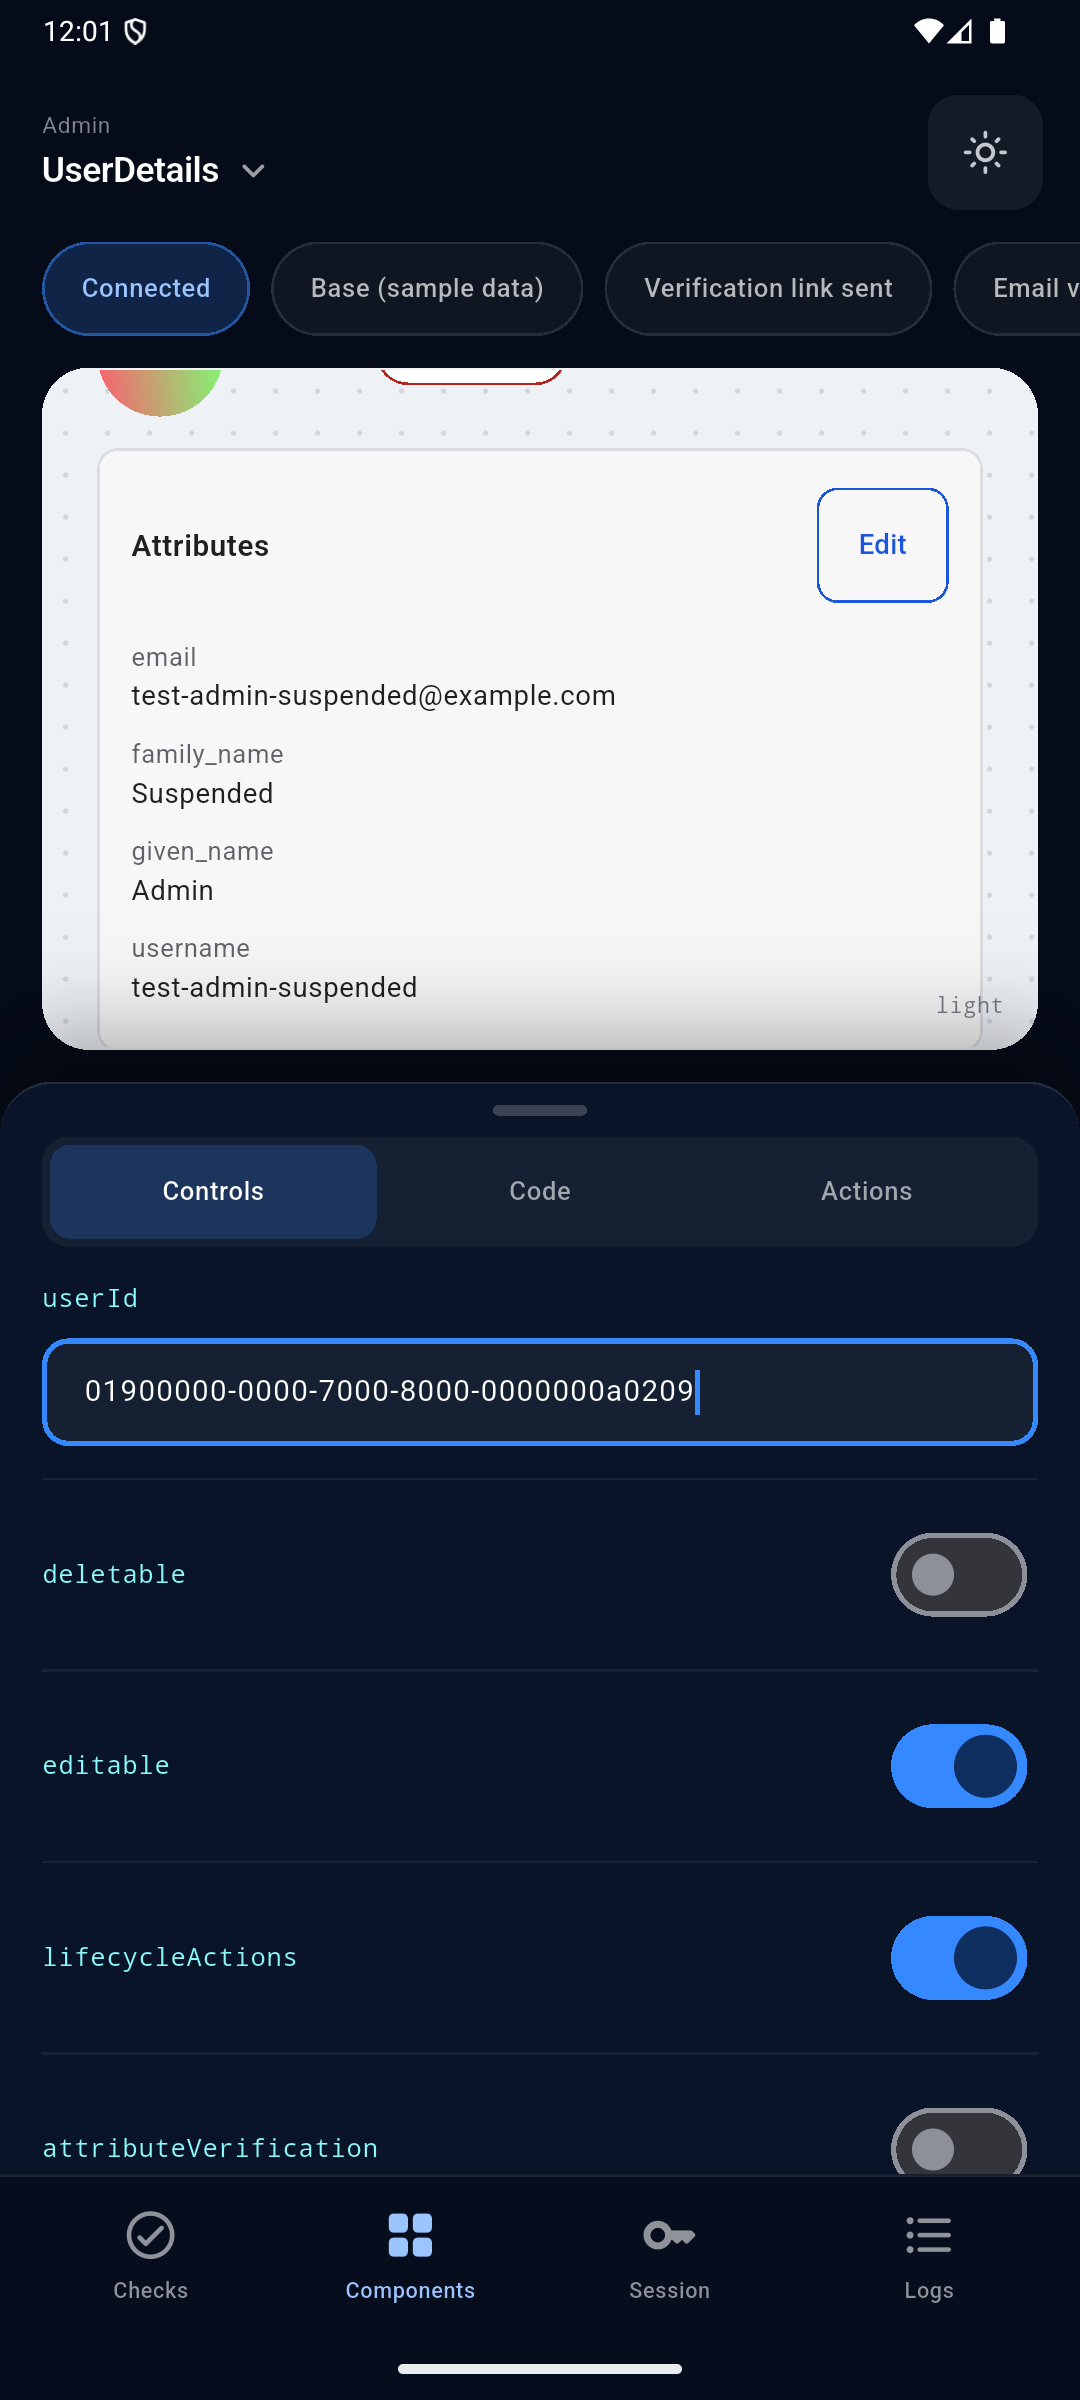 12:01
Admin
UserDetails
Connected
Base (sample data)
Verification link sent
Email v
Attributes
Edit
email
test-admin-suspended@example.com
family_name
Suspended
given_name
Admin
username
test-admin-suspended
light
Controls
Code
Actions
userId
01900000-0000-7000-8000-0000000a0209
deletable
editable
lifecycleActions
attributeVerification
Checks
Components
Session
Logs